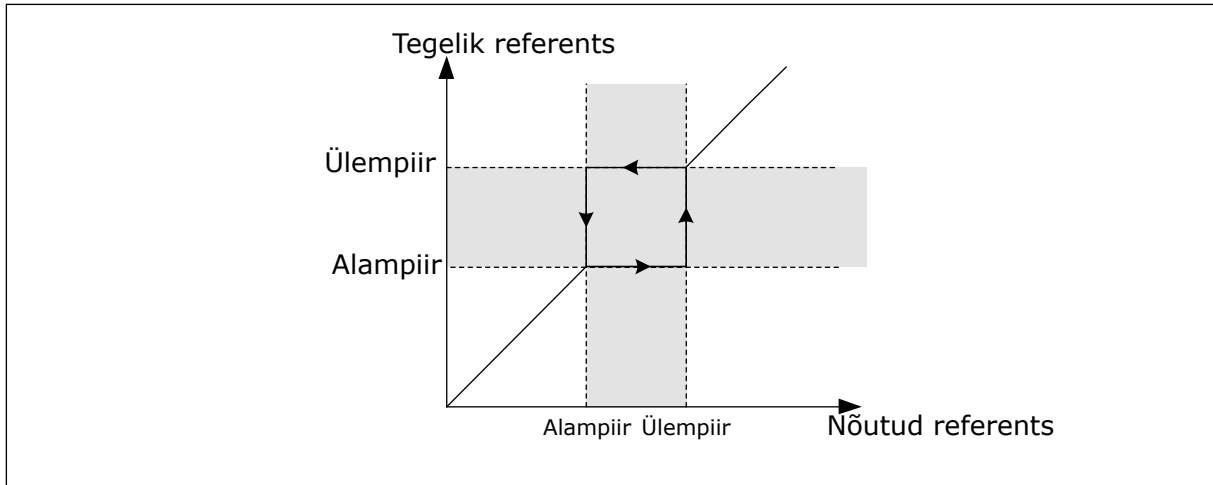 Tegelik referents
Ülempiir
Alampiir
Alampiir Ülempiir
Nõutud referents